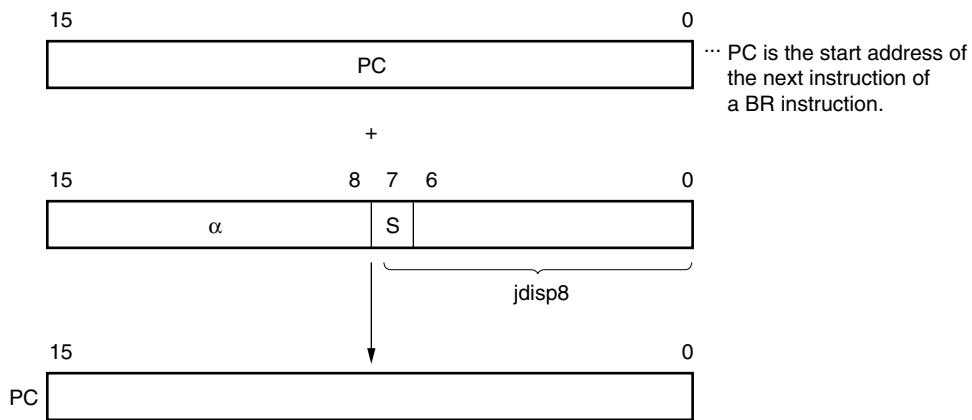 15 0
PC
... PC is the start address of
the next instruction of
a BR instruction.
+
15 8 7 6 0
α S
jdisp8
15 0
PC